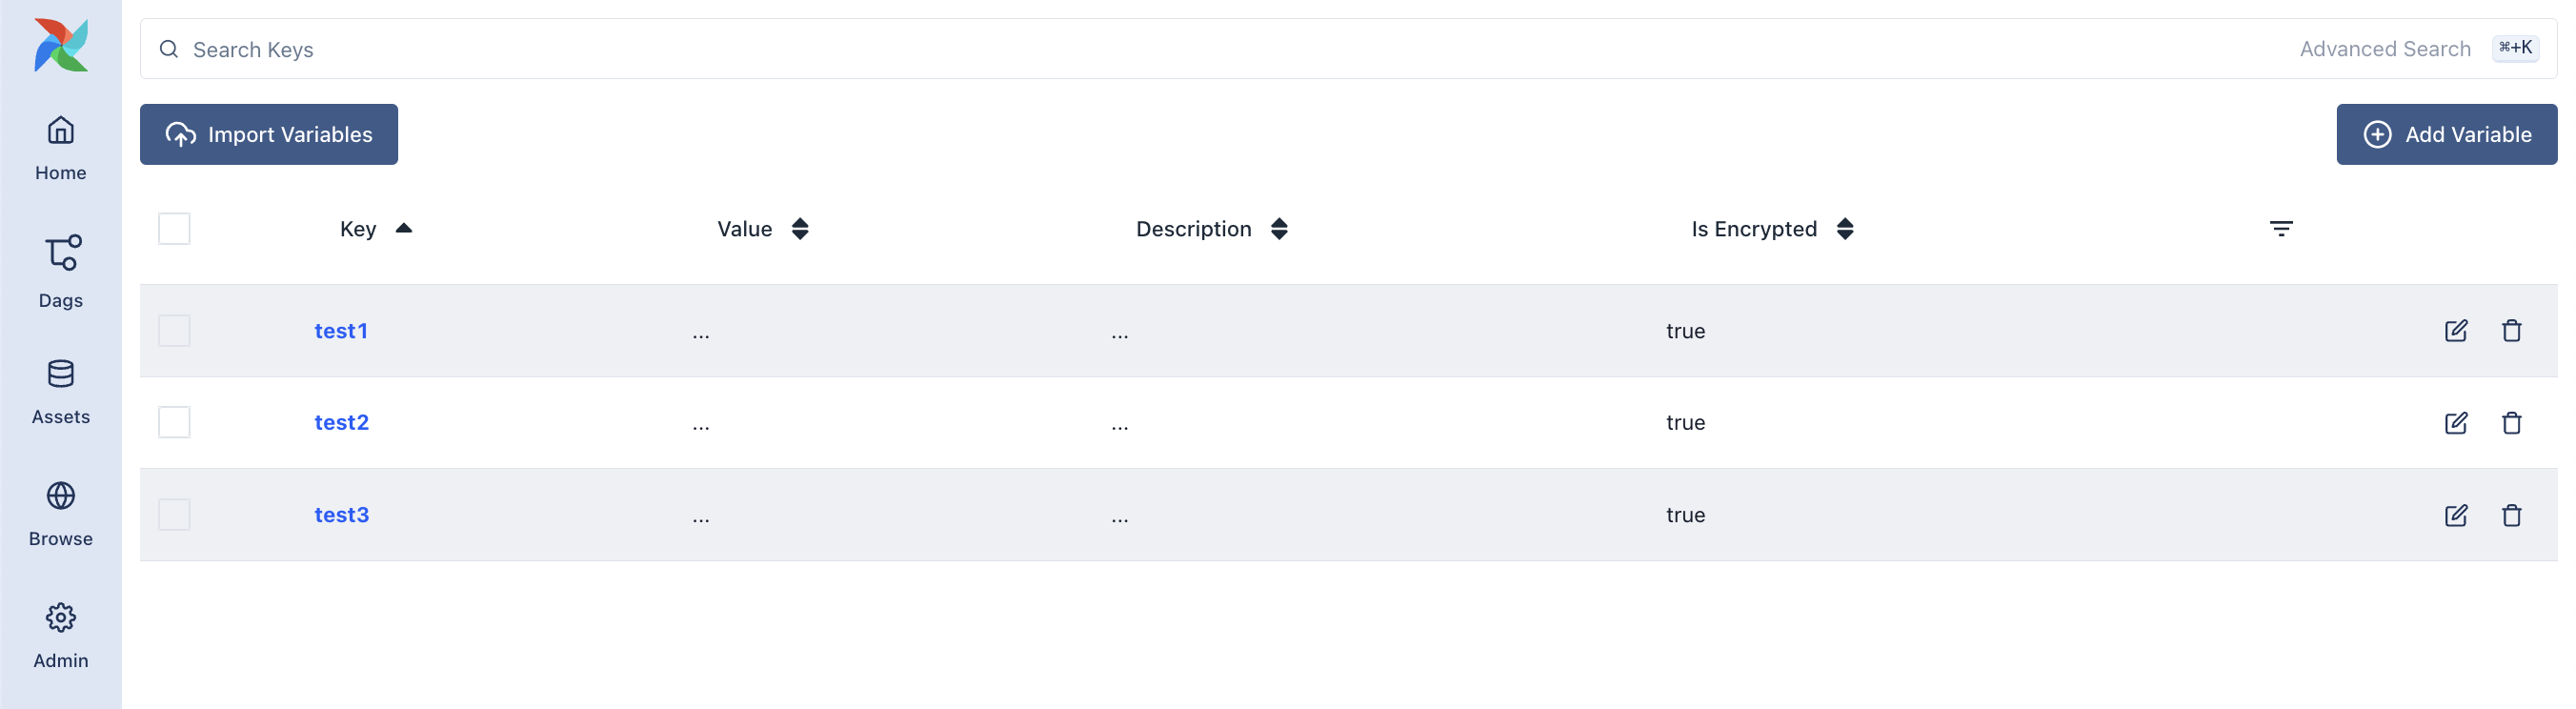 Search Keys Advanced Search ⌘+K
Import Variables Add Variable
Key Value Description Is Encrypted
test1 ... ... true
test2 ... ... true
test3 ... ... true
Home
Dags
Assets
Browse
Admin